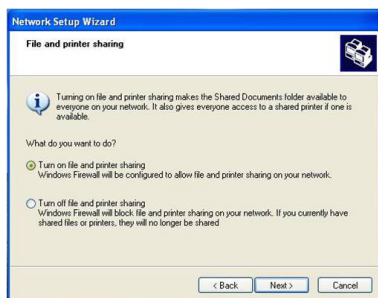 Network Setup Wizard
File and printer sharing
Turning on file and printer sharing makes the Shared Documents folder available to
everyone on your network. It also gives everyone access to a shared printer if one is
available.
What do you want to do?
Turn on file and printer sharing
Windows Firewall will be configured to allow file and printer sharing on your network.
Turn off file and printer sharing
Windows Firewall will block file and printer sharing on your network. If you currently have
shared files or printers, they will no longer be shared
< Back Next > Cancel